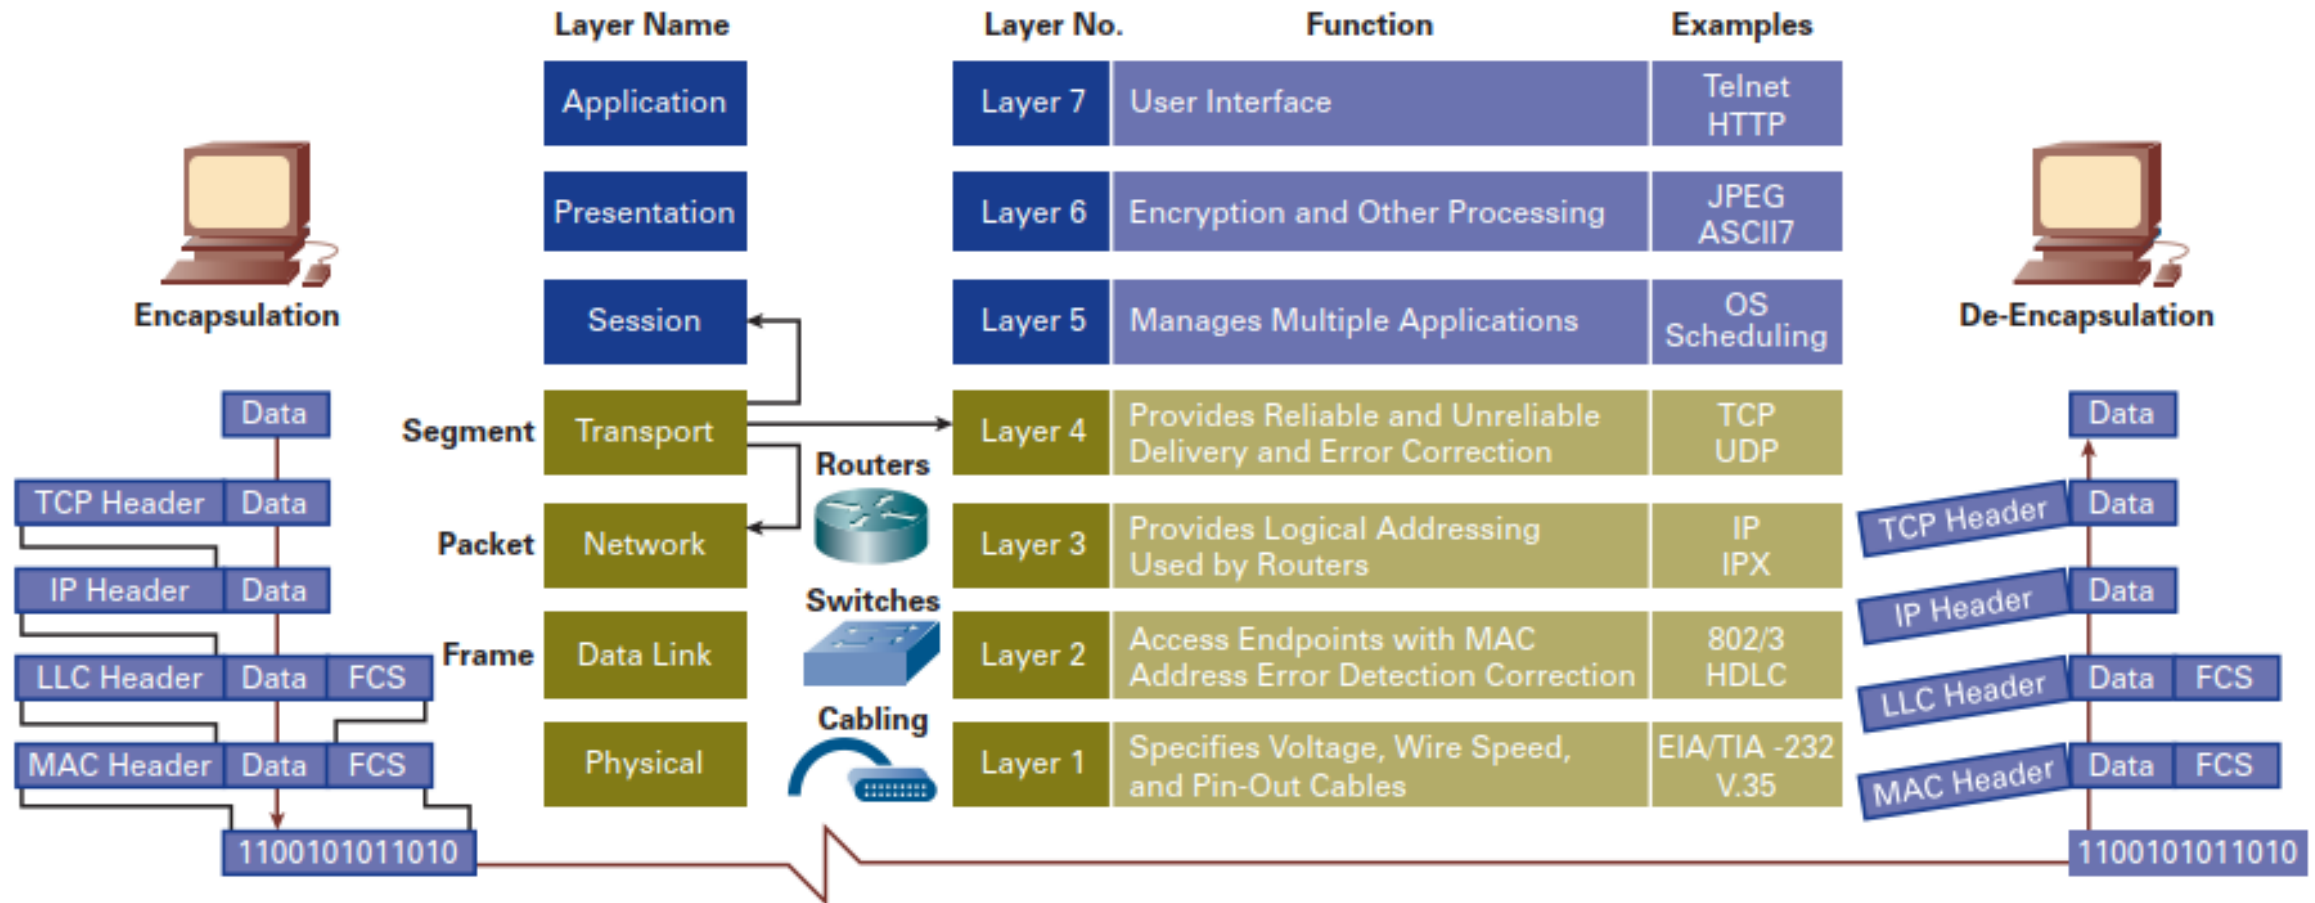 Layer Name
Layer No.
Function
Examples
Application
Layer 7
User Interface
Telnet
HTTP
Presentation
Layer 6
Encryption and Other Processing
JPEG
ASCII7
Session
Layer 5
Manages Multiple Applications
OS
Scheduling
Segment
Transport
Layer 4
Provides Reliable and Unreliable
Delivery and Error Correction
TCP
UDP
Routers
Packet
Network
Layer 3
Provides Logical Addressing
Used by Routers
IP
IPX
Switches
Frame
Data Link
Layer 2
Access Endpoints with MAC
Address Error Detection Correction
802/3
HDLC
Cabling
Physical
Layer 1
Specifies Voltage, Wire Speed,
and Pin-Out Cables
EIA/TIA -232
V.35
Encapsulation
Data
TCP Header Data
IP Header Data
LLC Header Data FCS
MAC Header Data FCS
1100101011010
De-Encapsulation
Data
TCP Header Data
IP Header Data
LLC Header Data FCS
MAC Header Data FCS
1100101011010